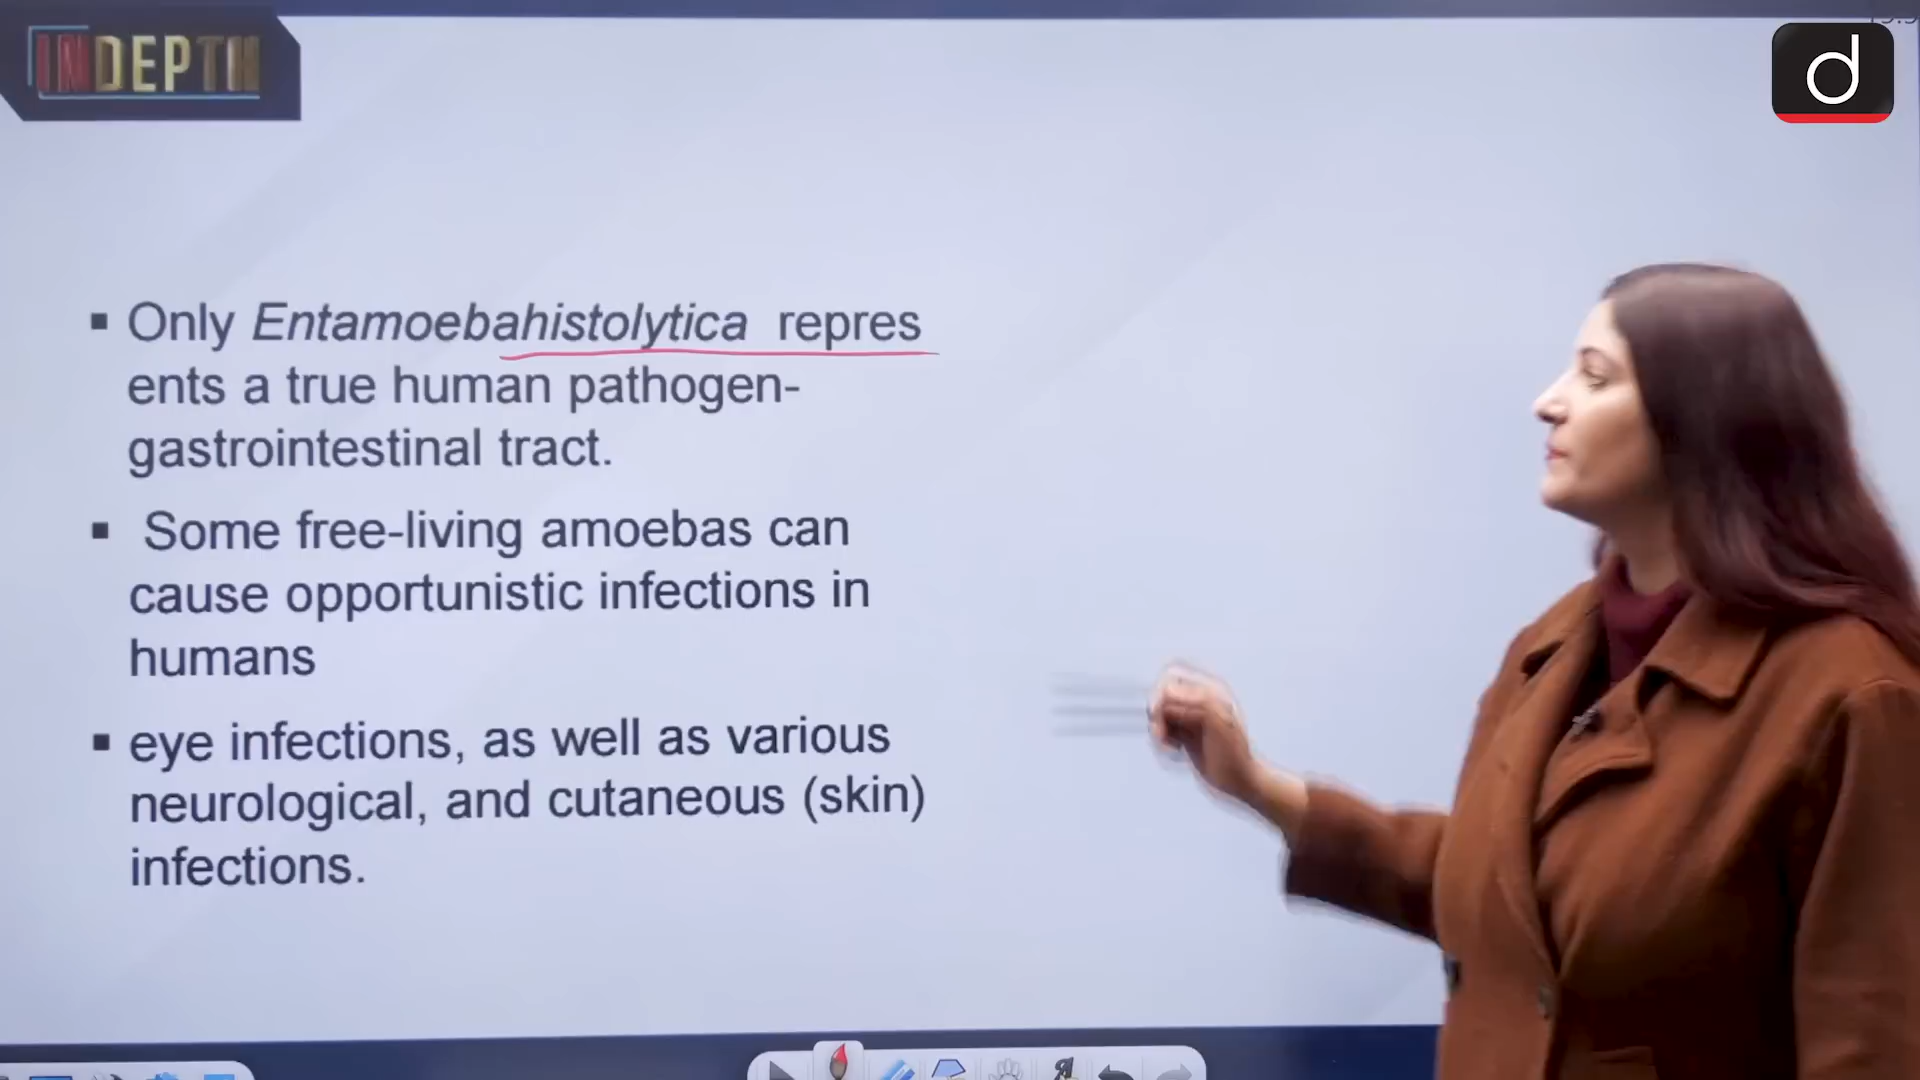 INDEPTH
d
Only Entamoebahistolytica repres
ents a true human pathogen-
gastrointestinal tract.
Some free-living amoebas can
cause opportunistic infections in
humans
eye infections, as well as various
neurological, and cutaneous (skin)
infections.